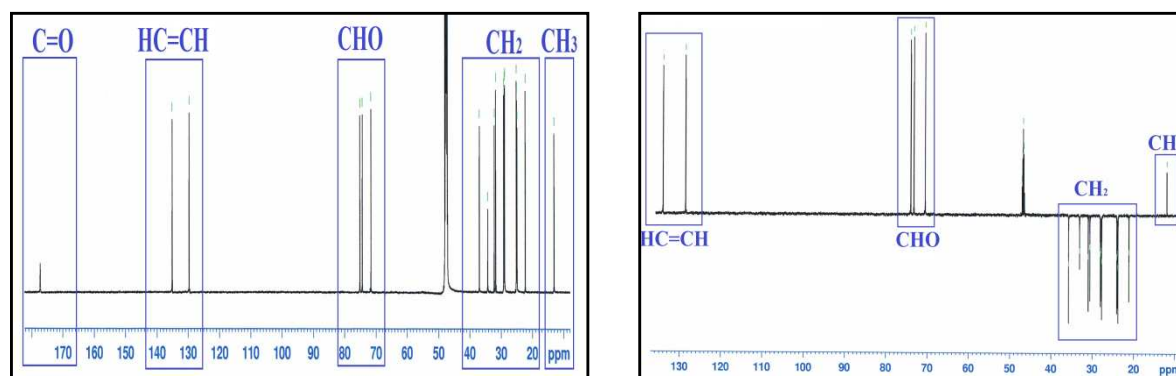 C=O HC=CH CHO CH2 CH3
170 160 150 140 130 120 110 100 90 80 70 60 50 40 30 20 ppm
CH
CH₂
HC=CH CHO
130 120 110 100 90 80 70 60 50 40 30 20 pp